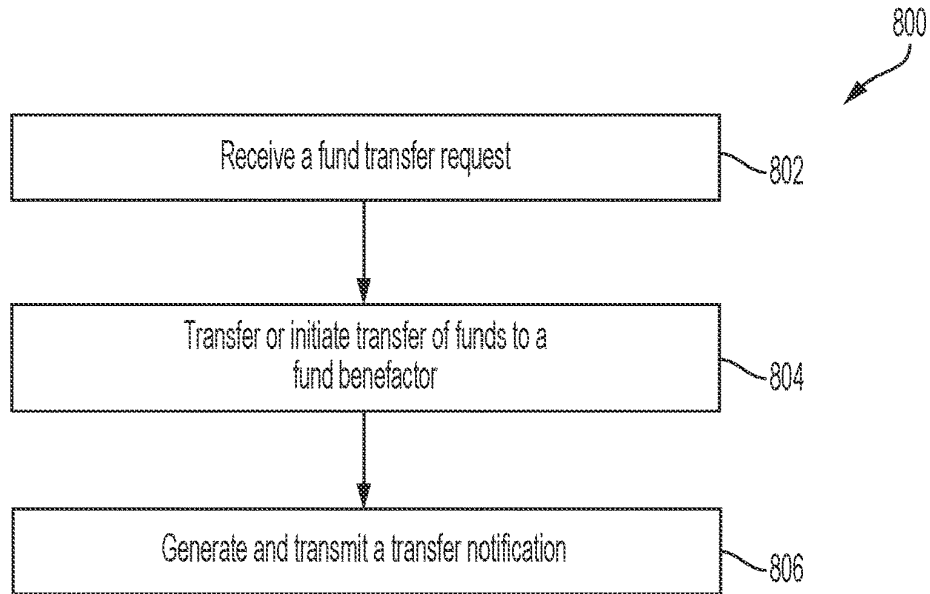 800
Receive a fund transfer request
802
Transfer or initiate transfer of funds to a
fund benefactor
804
Generate and transmit a transfer notification
806